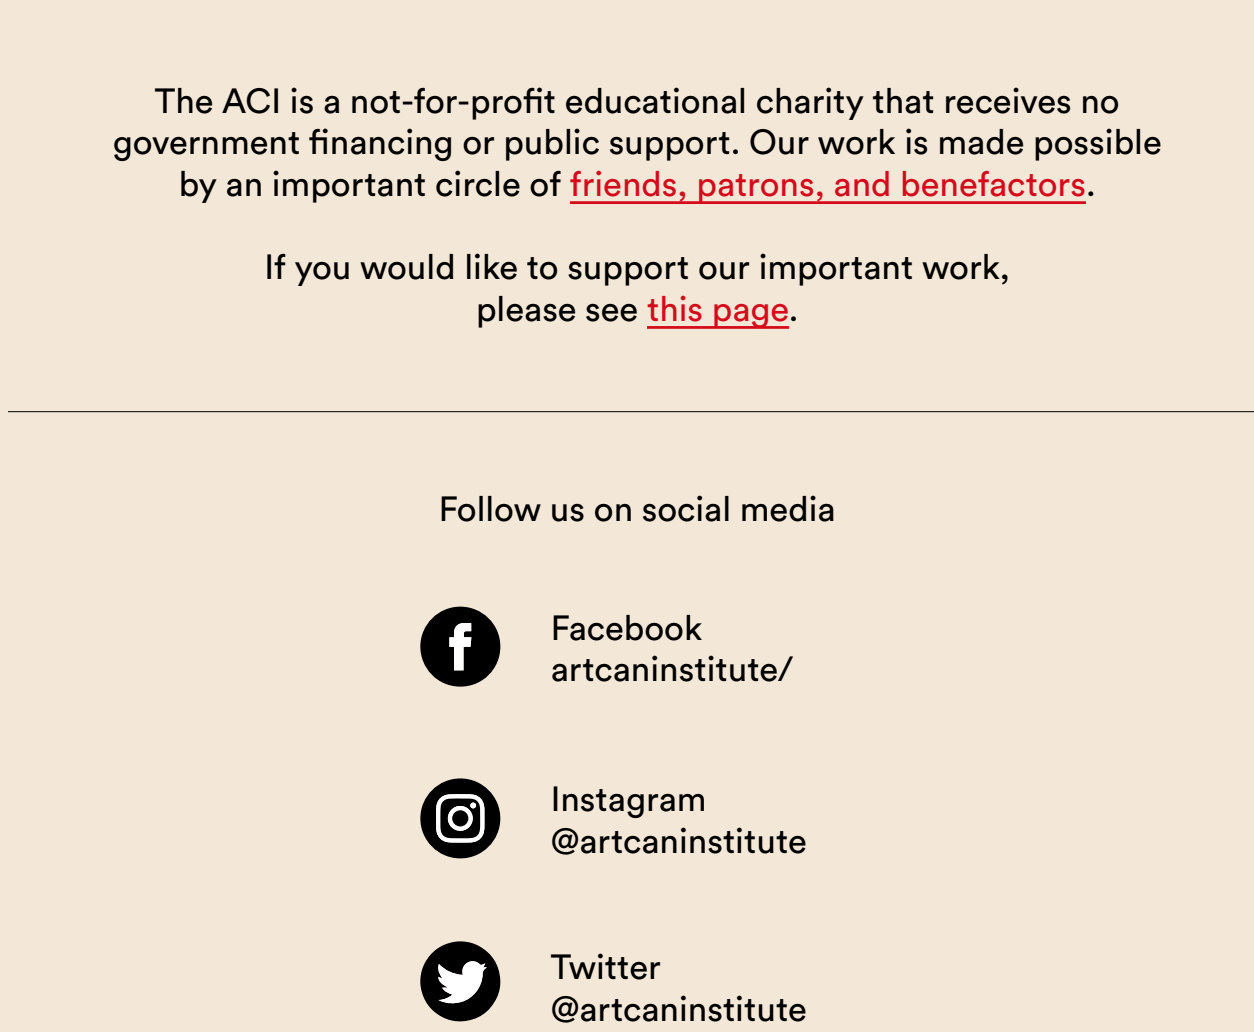 The ACI is a not-for-profit educational charity that receives no
government financing or public support. Our work is made possible
by an important circle of friends, patrons, and benefactors.
If you would like to support our important work,
please see this page.
Follow us on social media
Facebook
artcaninstitute/
Instagram
@artcaninstitute
Twitter
@artcaninstitute